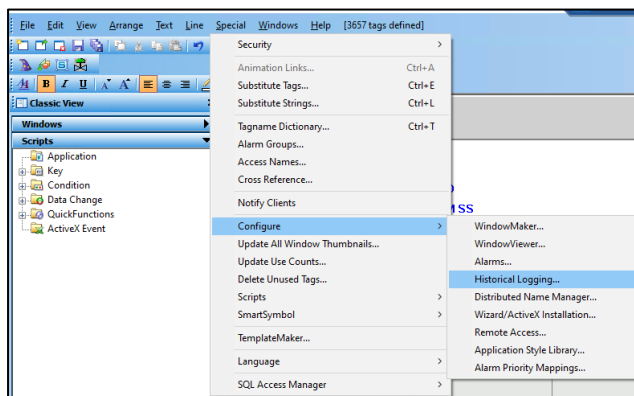 File Edit View Arrange Text Line Special Windows Help [3657 tags defined]
Classic View
Windows
Scripts
Application
Key
Condition
Data Change
QuickFunctions
ActiveX Event
Security
Animation Links... Ctrl+A
Substitute Tags... Ctrl+E
Substitute Strings... Ctrl+L
Tagname Dictionary... Ctrl+T
Alarm Groups...
Access Names...
Cross Reference...
Notify Clients
Configure
Update All Window Thumbnails...
Update Use Counts...
Delete Unused Tags...
Scripts
SmartSymbol
TemplateMaker...
Language
SQL Access Manager
WindowMaker...
WindowViewer...
Alarms...
Historical Logging...
Distributed Name Manager...
Wizard/ActiveX Installation...
Remote Access...
Application Style Library...
Alarm Priority Mappings...